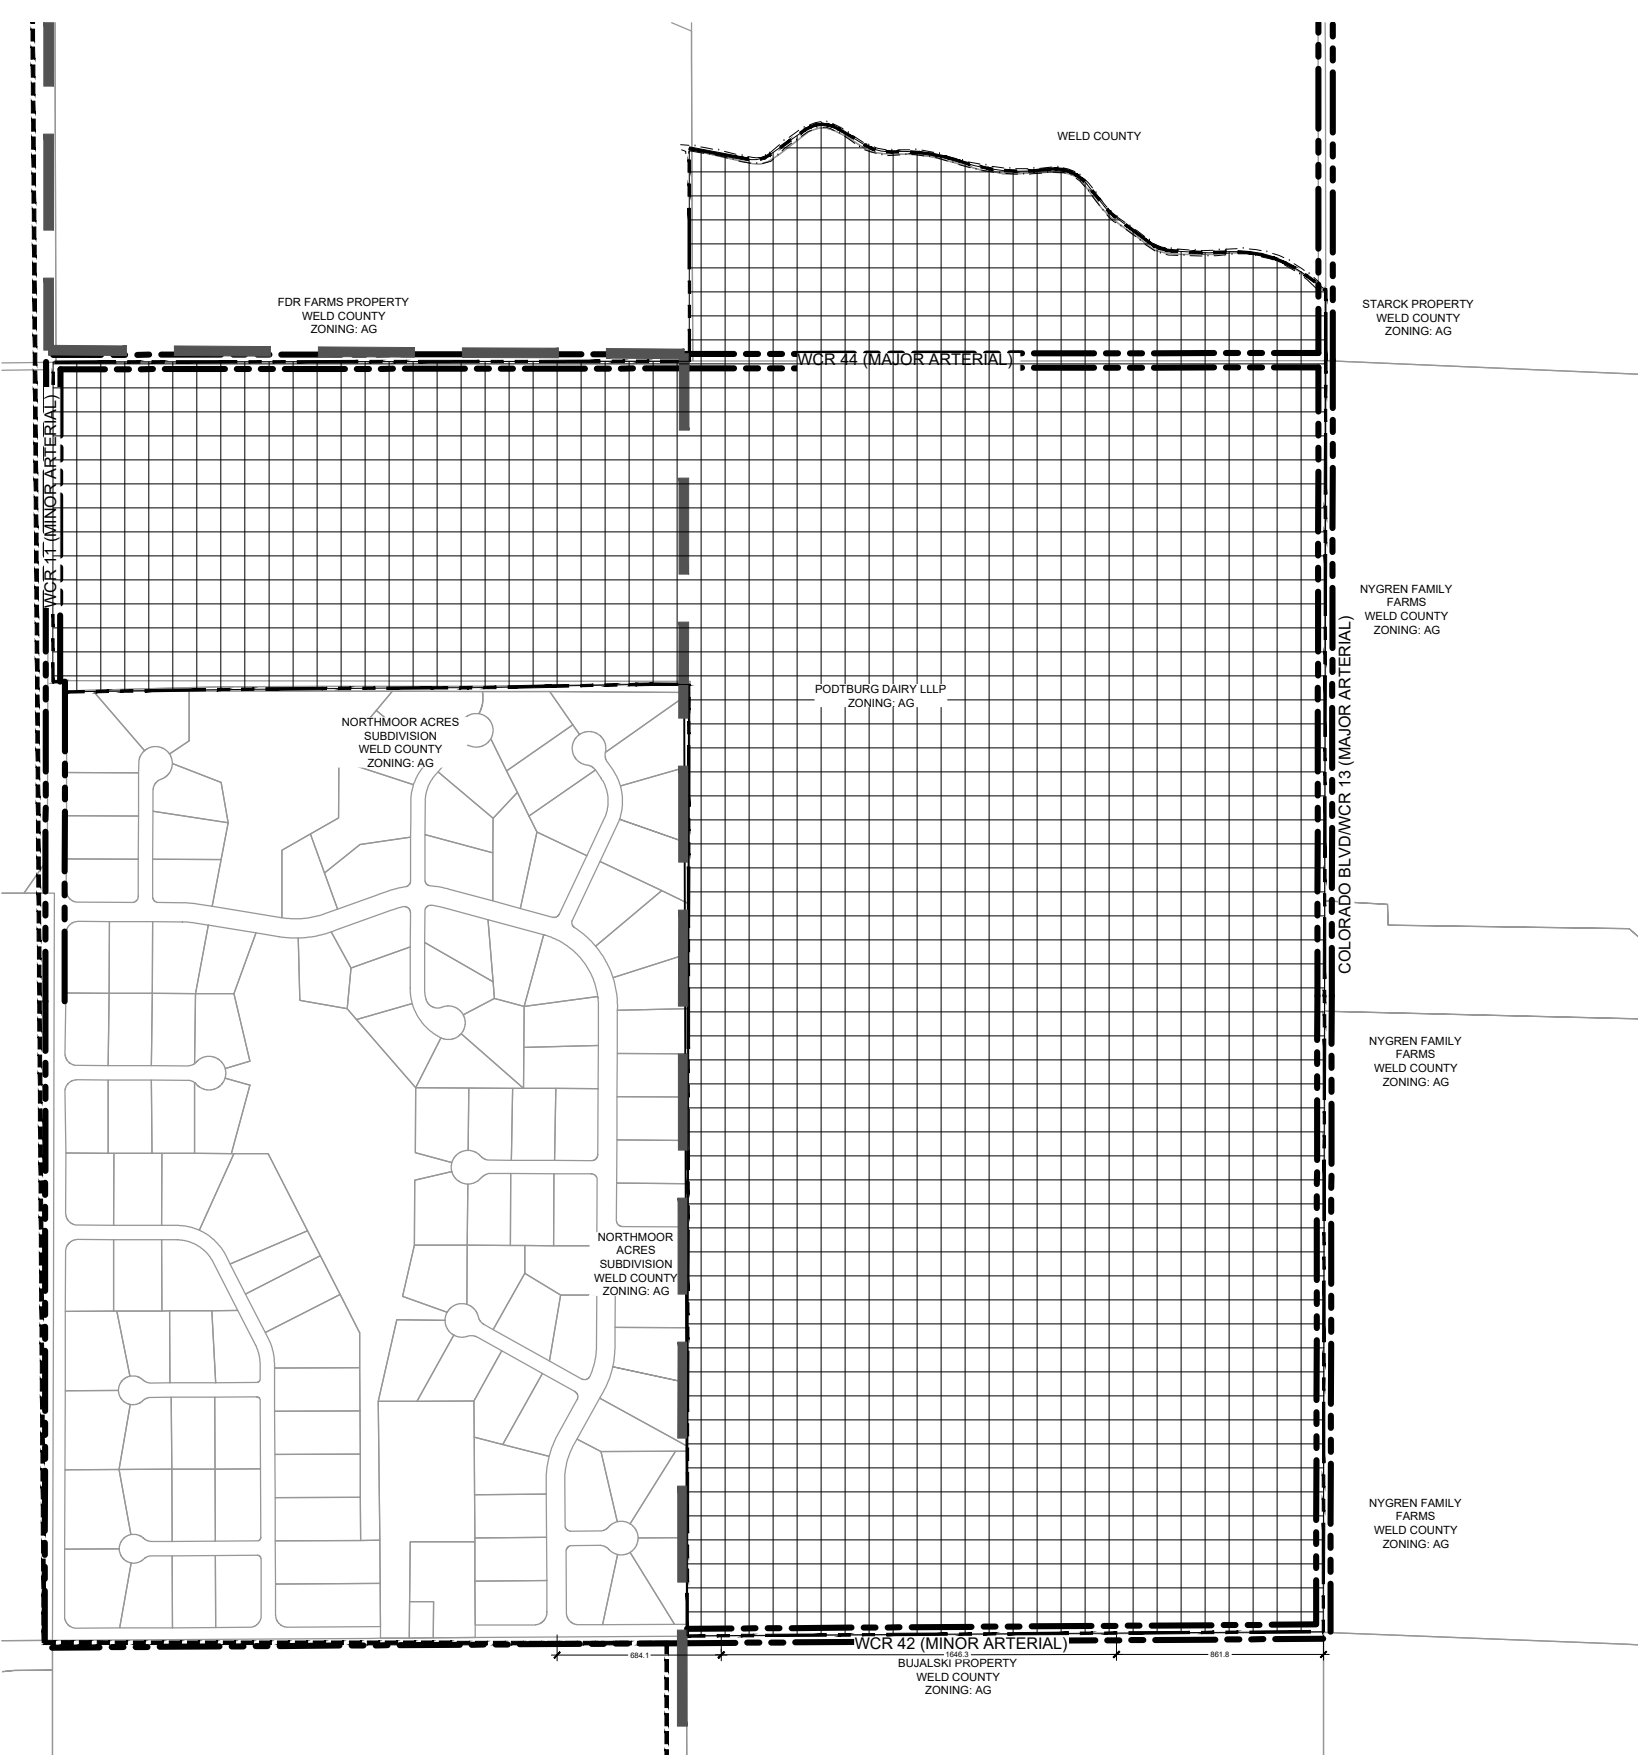 WELD COUNTY
FDR FARMS PROPERTY
WELD COUNTY
ZONING: AG
STARCK PROPERTY
WELD COUNTY
ZONING: AG
WCR 44 (MAJOR ARTERIAL)
WCR 11 (MINOR ARTERIAL)
NYGREN FAMILY
FARMS
WELD COUNTY
ZONING: AG
COLORADO BLVD/WCR 13 (MAJOR ARTERIAL)
PODTBURG DAIRY LLLP
ZONING: AG
NORTHMOOR ACRES
SUBDIVISION
WELD COUNTY
ZONING: AG
NYGREN FAMILY
FARMS
WELD COUNTY
ZONING: AG
NORTHMOOR
ACRES
SUBDIVISION
WELD COUNTY
ZONING: AG
NYGREN FAMILY
FARMS
WELD COUNTY
ZONING: AG
WCR 42 (MINOR ARTERIAL)
684.1
1646.3
861.8
BUJALSKI PROPERTY
WELD COUNTY
ZONING: AG